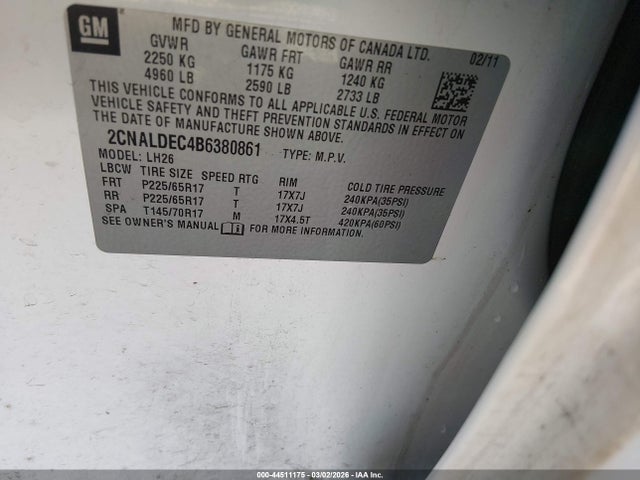 GM
MFD BY GENERAL MOTORS OF CANADA LTD.
GVWR GAWR FRT GAWR RR 02/11
2250 KG 1175 KG 1240 KG
4960 LB 2590 LB 2733 LB
THIS VEHICLE CONFORMS TO ALL APPLICABLE U.S. FEDERAL MOTOR
VEHICLE SAFETY AND THEFT PREVENTION STANDARDS IN EFFECT ON
THE DATE OF MANUFACTURE SHOWN ABOVE.
2CNALDEC4B6380861 TYPE: M.P.V.
MODEL: LH26
LBCW TIRE SIZE SPEED RTG RIM COLD TIRE PRESSURE
FRT P225/65R17 T 17X7J 240KPA(35PSI)
RR P225/65R17 T 17X7J 240KPA(35PSI)
SPA T145/70R17 M 17X4.5T 420KPA(60PSI)
SEE OWNER'S MANUAL FOR MORE INFORMATION.
000-44511175 - 03/02/2026 - IAA Inc.